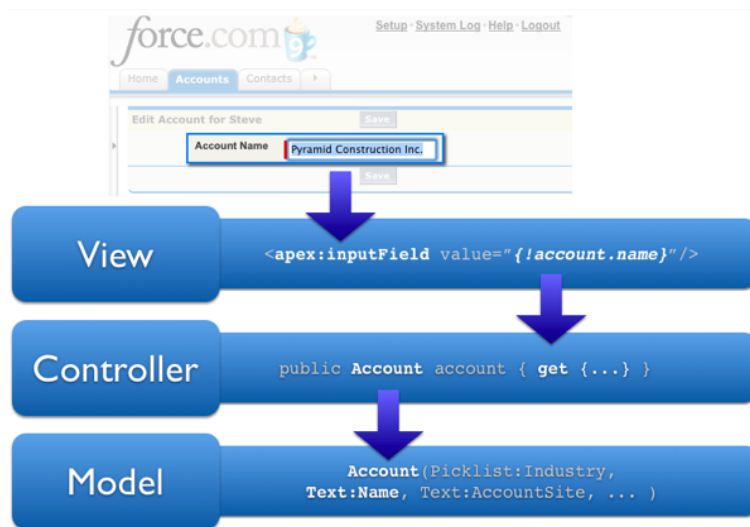 Setup · System Log · Help · Logout
force.com
9
Home Accounts Contacts
Edit Account for Steve Save
Account Name Pyramid Construction Inc.
Save
View <apex:inputField value="{!account.name}"/>
Controller public Account account { get {...} }
Model Account(Picklist:Industry,
Text:Name, Text:AccountSite, ... )